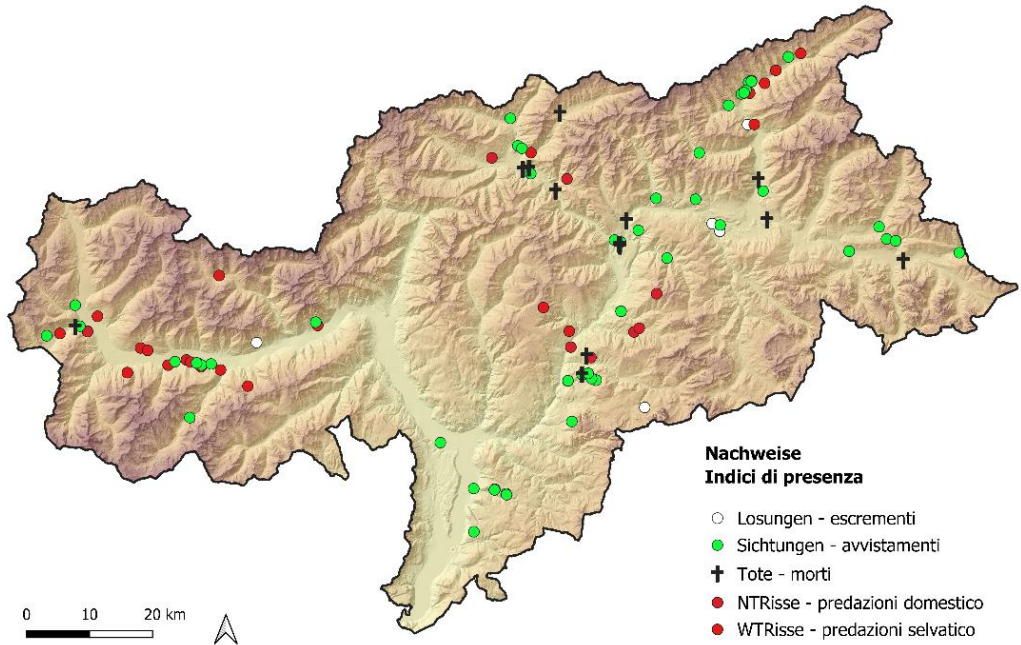 Nachweise
Indici di presenza
Losungen - escrementi
Sichtungen - avvistamenti
Tote - morti
NTRisse - predazioni domestico
WTRisse - predazioni selvatico
0 10 20 km